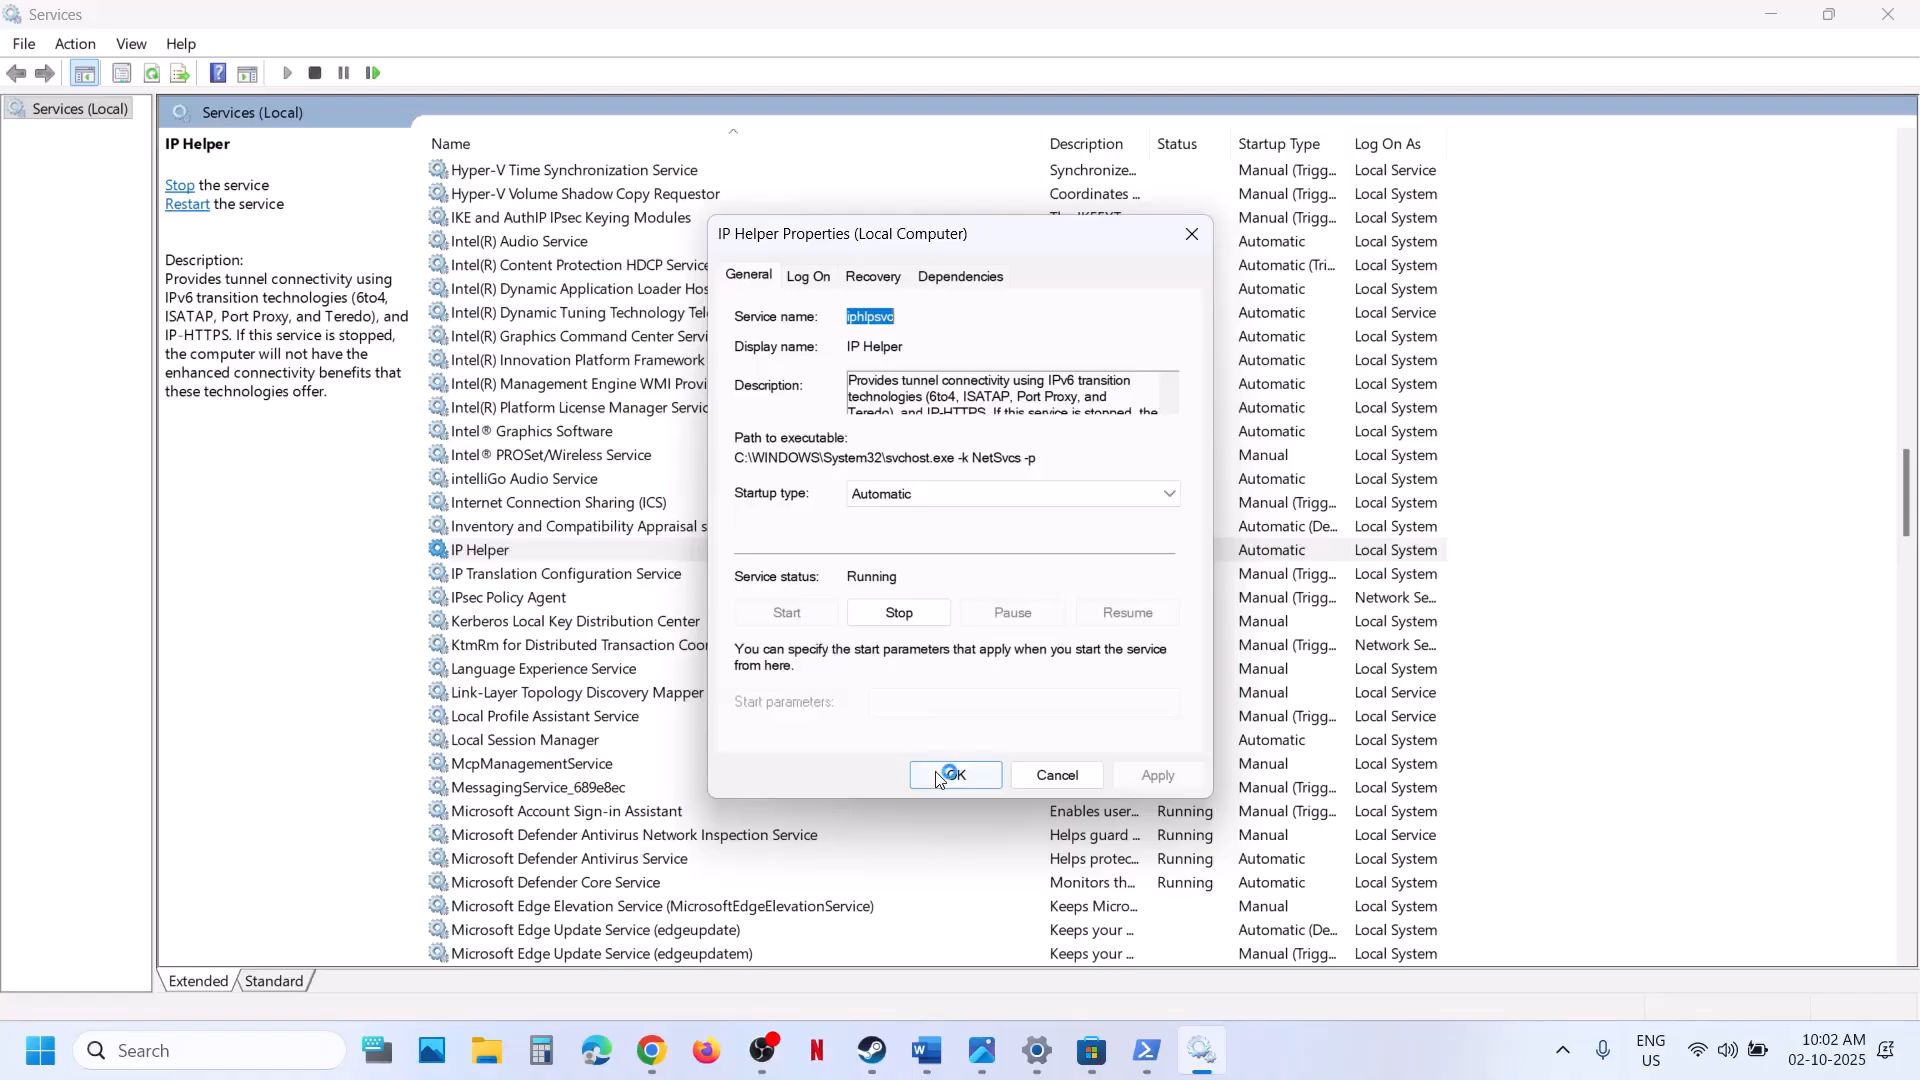 Services
File Action View Help
Services (Local)
Services (Local)
IP Helper
Stop the service
Restart the service
Description:
Provides tunnel connectivity using
IPv6 transition technologies (6to4,
ISATAP, Port Proxy, and Teredo), and
IP-HTTPS. If this service is stopped,
the computer will not have the
enhanced connectivity benefits that
these technologies offer.
Name Description Status Startup Type Log On As
Hyper-V Time Synchronization Service Synchronize... Manual (Trigg... Local Service
Hyper-V Volume Shadow Copy Requestor Coordinates ... Manual (Trigg... Local System
IKE and AuthIP IPsec Keying Modules Manual (Trigg... Local System
Intel(R) Audio Service Automatic Local System
Intel(R) Content Protection HDCP Service Automatic (Tri... Local System
Intel(R) Dynamic Application Loader Hos Automatic Local System
Intel(R) Dynamic Tuning Technology Tel Automatic Local Service
Intel(R) Graphics Command Center Servi Automatic Local System
Intel(R) Innovation Platform Framework Automatic Local System
Intel(R) Management Engine WMI Provi Automatic Local System
Intel(R) Platform License Manager Servic Automatic Local System
Intel® Graphics Software Automatic Local System
Intel® PROSet/Wireless Service Manual Local System
intelliGo Audio Service Automatic Local System
Internet Connection Sharing (ICS) Manual (Trigg... Local System
Inventory and Compatibility Appraisal s Automatic (De... Local System
IP Helper Automatic Local System
IP Translation Configuration Service Manual (Trigg... Local System
IPsec Policy Agent Manual (Trigg... Network Se...
Kerberos Local Key Distribution Center Manual Local System
KtmRm for Distributed Transaction Coor Manual (Trigg... Network Se...
Language Experience Service Manual Local System
Link-Layer Topology Discovery Mapper Manual Local Service
Local Profile Assistant Service Manual (Trigg... Local Service
Local Session Manager Automatic Local System
McpManagementService Manual Local System
MessagingService_689e8ec Manual (Trigg... Local System
Microsoft Account Sign-in Assistant Enables user... Running Manual (Trigg... Local System
Microsoft Defender Antivirus Network Inspection Service Helps guard ... Running Manual Local Service
Microsoft Defender Antivirus Service Helps protec... Running Automatic Local System
Microsoft Defender Core Service Monitors th... Running Automatic Local System
Microsoft Edge Elevation Service (MicrosoftEdgeElevationService) Keeps Micro... Manual Local System
Microsoft Edge Update Service (edgeupdate) Keeps your ... Automatic (De... Local System
Microsoft Edge Update Service (edgeupdatem) Keeps your ... Manual (Trigg... Local System
IP Helper Properties (Local Computer)
General Log On Recovery Dependencies
Service name: iphlpsvc
Display name: IP Helper
Description: Provides tunnel connectivity using IPv6 transition
technologies (6to4, ISATAP, Port Proxy, and
Teredo), and IP-HTTPS. If this service is stopped, the
Path to executable:
C:\WINDOWS\System32\svchost.exe -k NetSvcs -p
Startup type: Automatic
Service status: Running
Start Stop Pause Resume
You can specify the start parameters that apply when you start the service
from here.
Start parameters:
OK Cancel Apply
Extended Standard
Search
ENG
US
10:02 AM
02-10-2025